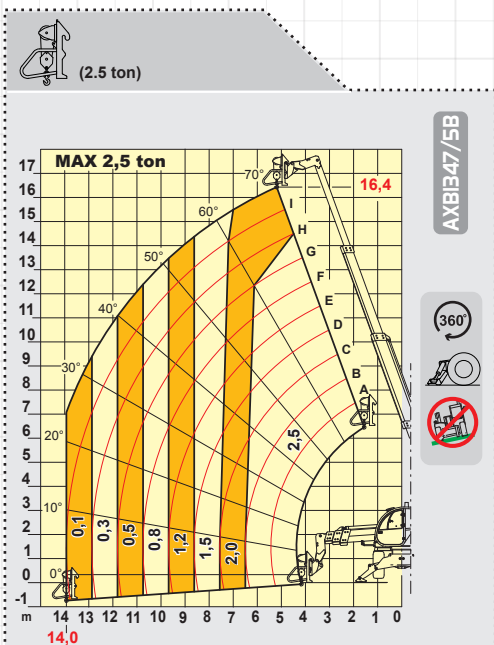 (2.5 ton)
AXB1347/5B
MAX 2,5 ton
17
16
15
14
13
12
11
10
9
8
7
6
5
4
3
2
1
0
-1
70°
60°
50°
40°
30°
20°
10°
0°
16,4
I
H
G
F
E
D
C
B
A
2,5
0,1
0,3
0,5
0,8
1,2
1,5
2,0
360°
m 14 13 12 11 10 9 8 7 6 5 4 3 2 1 0
14,0